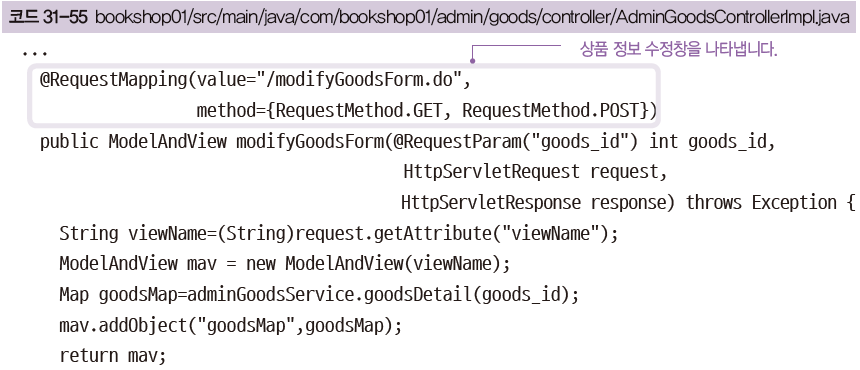 코드 31-55 bookshop01/src/main/java/com/bookshop01/admin/goods/controller/AdminGoodsControllerImpl.java
...
상품 정보 수정창을 나타냅니다.
@RequestMapping(value="/modifyGoodsForm.do",
method={RequestMethod.GET, RequestMethod.POST})
public ModelAndView modifyGoodsForm(@RequestParam("goods_id") int goods_id,
HttpServletRequest request,
HttpServletResponse response) throws Exception {
String viewName=(String)request.getAttribute("viewName");
ModelAndView mav = new ModelAndView(viewName);
Map goodsMap=adminGoodsService.goodsDetail(goods_id);
mav.addObject("goodsMap",goodsMap);
return mav;